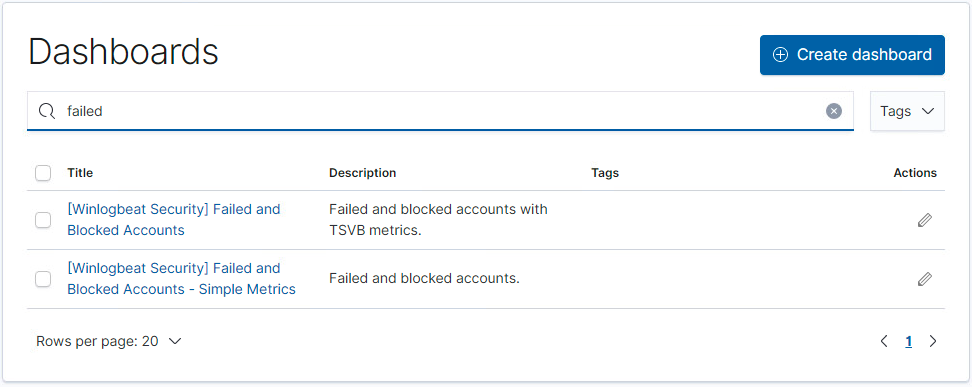 Dashboards
Create dashboard
failed
Tags
Title Description Tags Actions
[Winlogbeat Security] Failed and
Blocked Accounts
Failed and blocked accounts with
TSVB metrics.
[Winlogbeat Security] Failed and
Blocked Accounts - Simple Metrics
Failed and blocked accounts.
Rows per page: 20
1